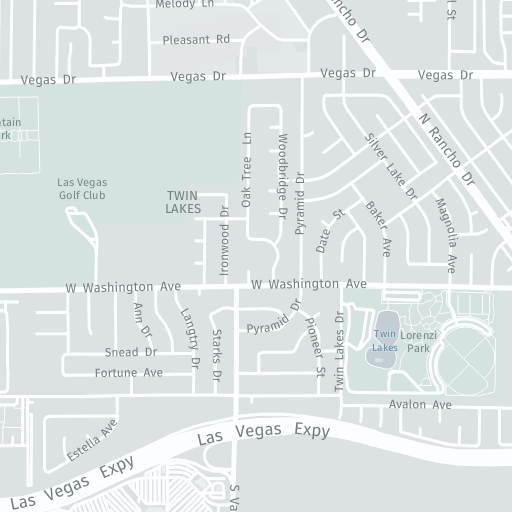 Melody Ln
Pleasant Rd
Vegas Dr
Vegas Dr
Vegas Dr
Vegas Dr
N Rancho Dr
Silver Lake Dr
Oak Tree Ln
Woodbridge Dr
Pyramid Dr
Las Vegas
Golf Club
TWIN
LAKES
Ironwood Dr
Date St
Baker Ave
Magnolia Ave
W Washington Ave
W Washington Ave
Ann Dr
Langtry Dr
Starks Dr
Pyramid Dr
Pioneer St
Twin Lakes Dr
Twin
Lakes
Lorenzi
Park
Snead Dr
Fortune Ave
Avalon Ave
Estella Ave
Las Vegas Expy
Las Vegas Expy